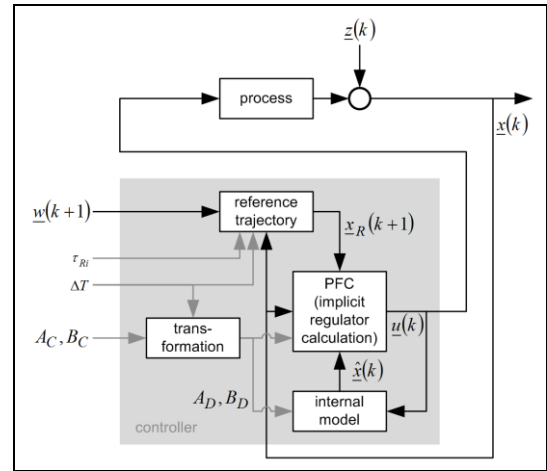 z(k)
process
x(k)
w(k+1)
reference
trajectory
x_R(k+1)
τ_Ri
ΔT
PFC
(implicit
regulator
calculation)
u(k)
A_C, B_C
trans-
formation
x̂(k)
A_D, B_D
internal
model
controller